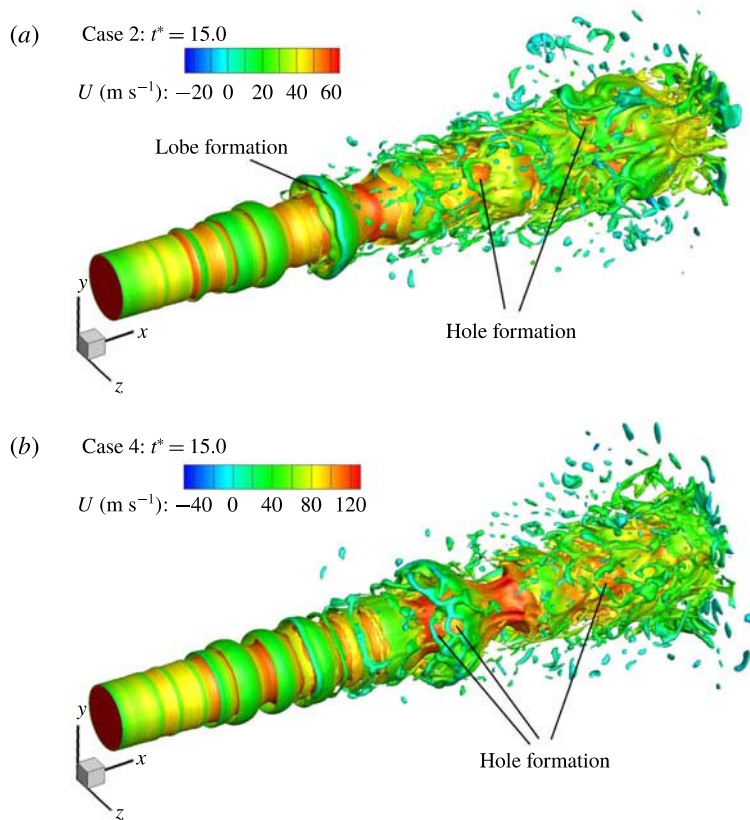 (a) Case 2: t* = 15.0
U (m s⁻¹): −20 0 20 40 60
Lobe formation
Hole formation
y
x
z
(b) Case 4: t* = 15.0
U (m s⁻¹): −40 0 40 80 120
y
x
Hole formation
z